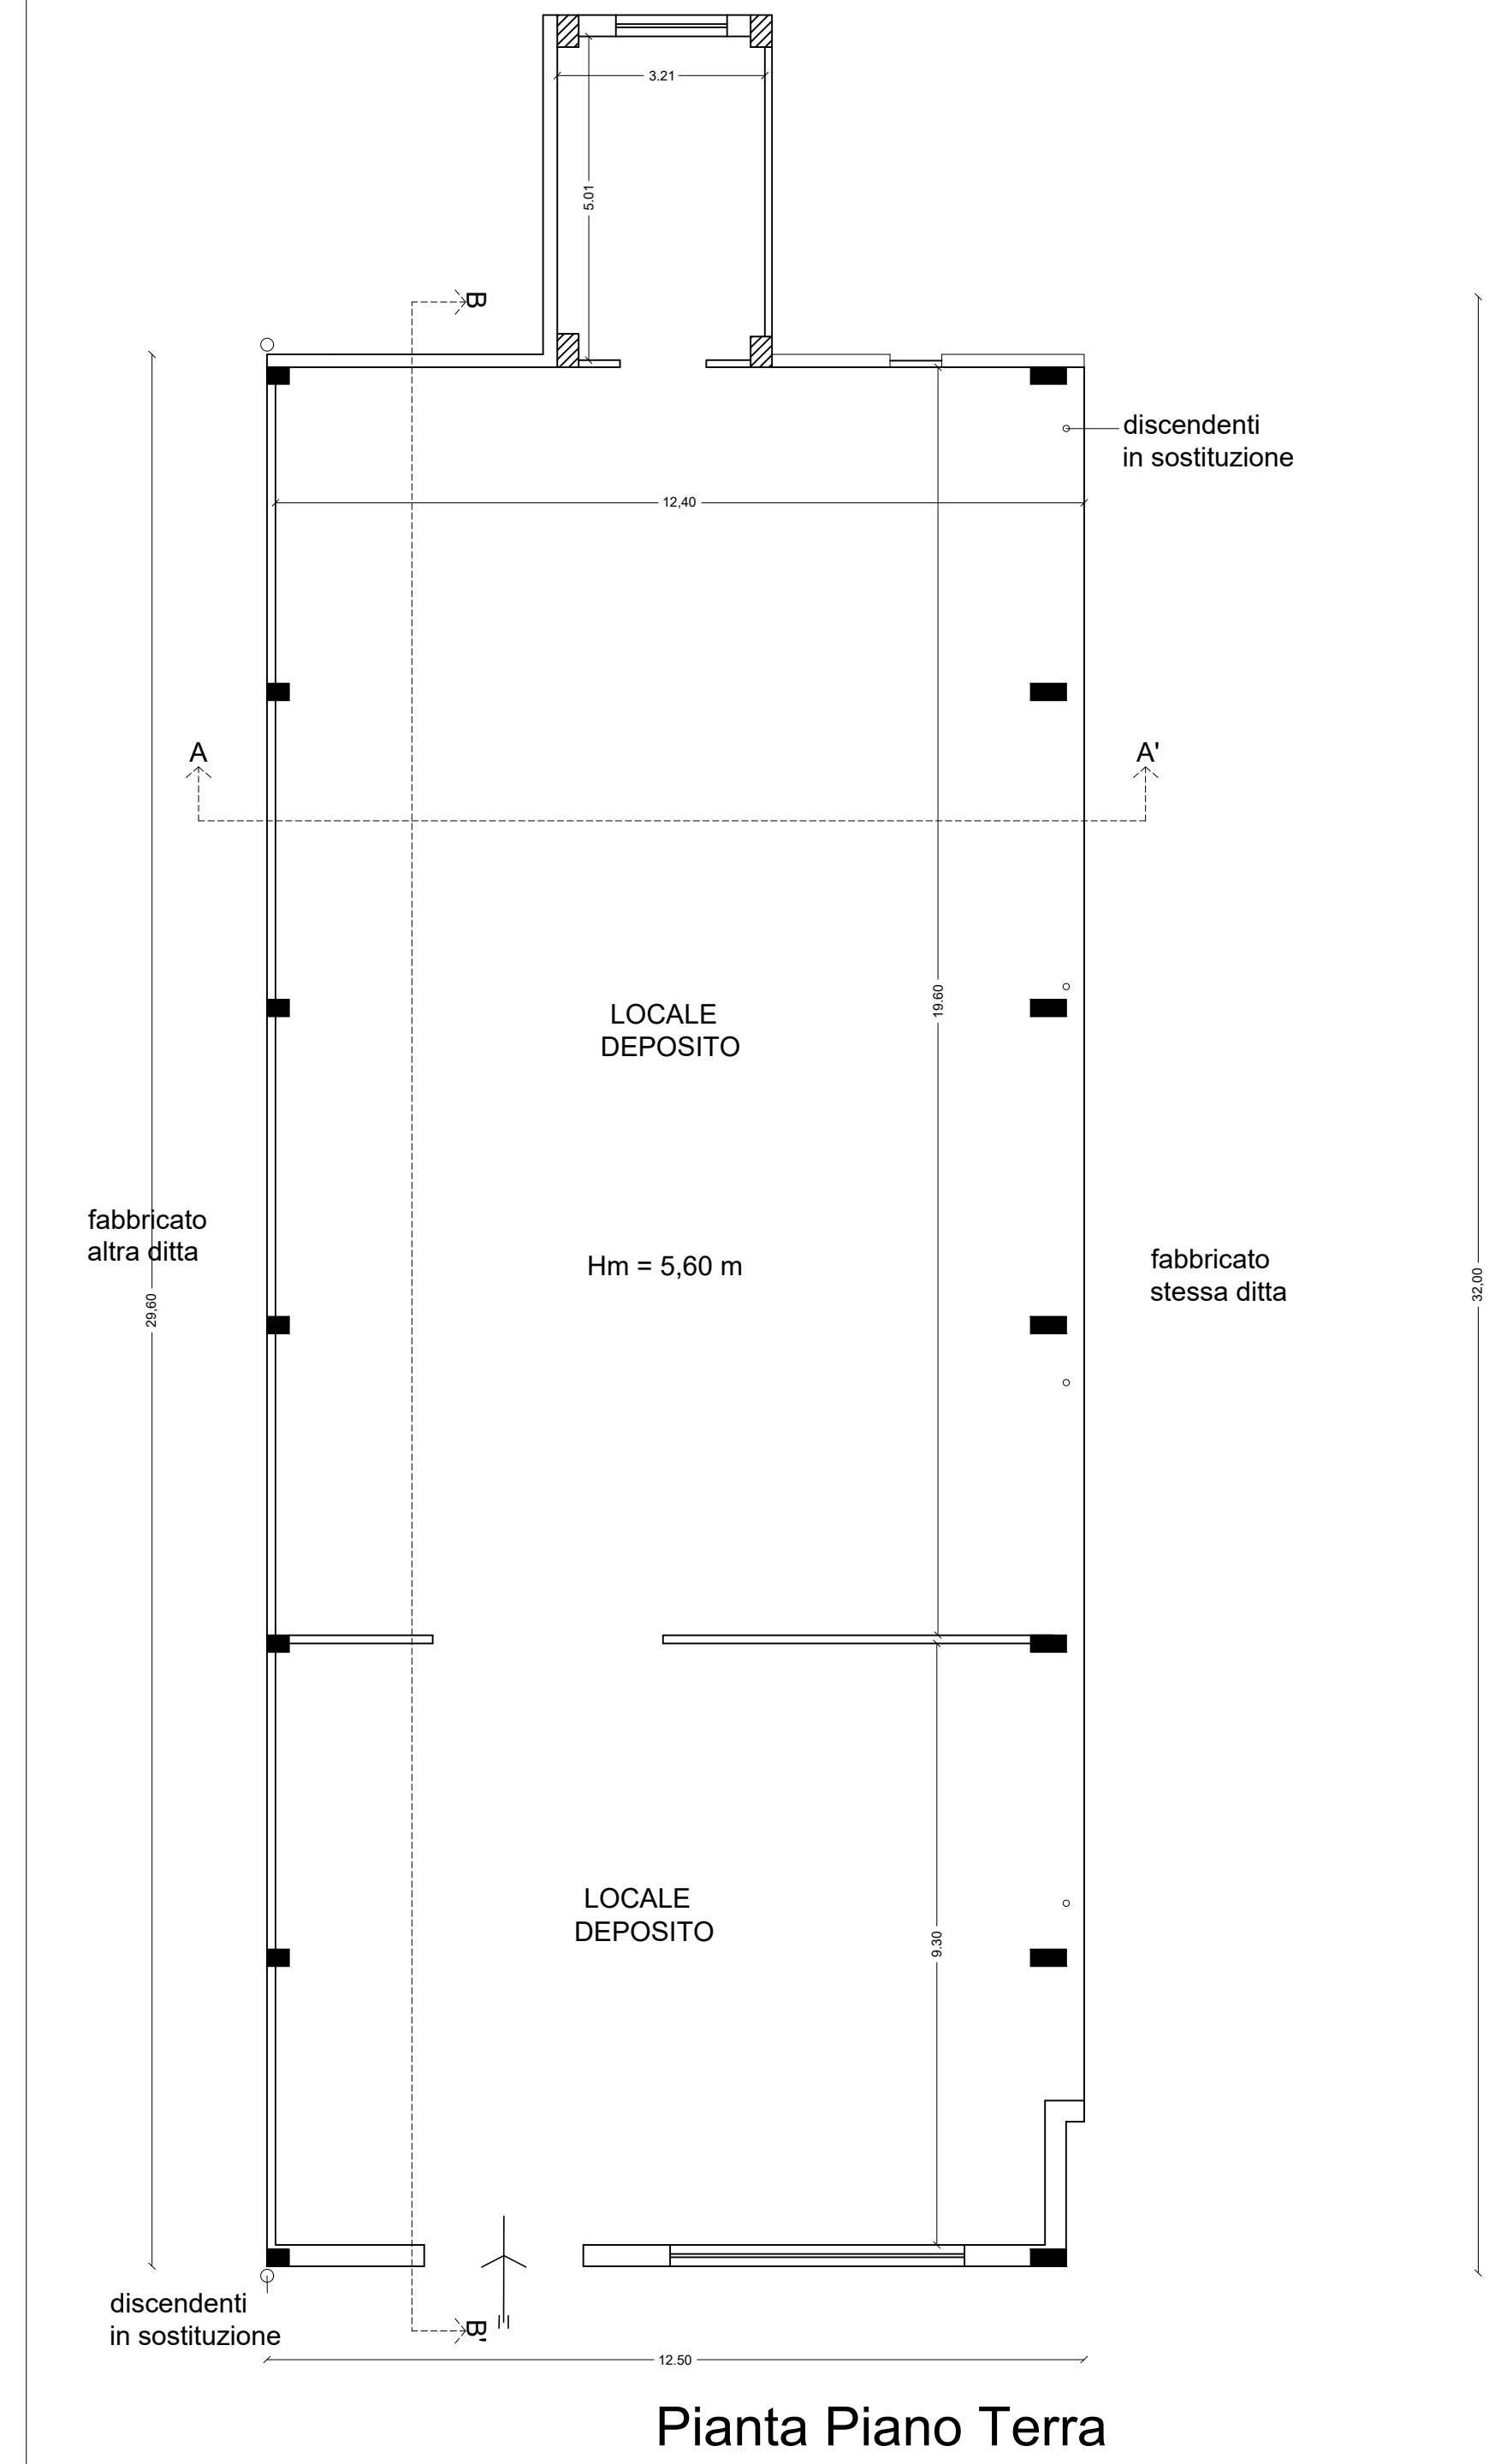 3.21
5.01
B
discendenti
in sostituzione
12,40
A
A'
LOCALE
DEPOSITO
19.60
fabbricato
altra ditta
Hm = 5,60 m
fabbricato
stessa ditta
29,60
32,00
LOCALE
DEPOSITO
9.30
discendenti
in sostituzione
B'
12.50
Pianta Piano Terra